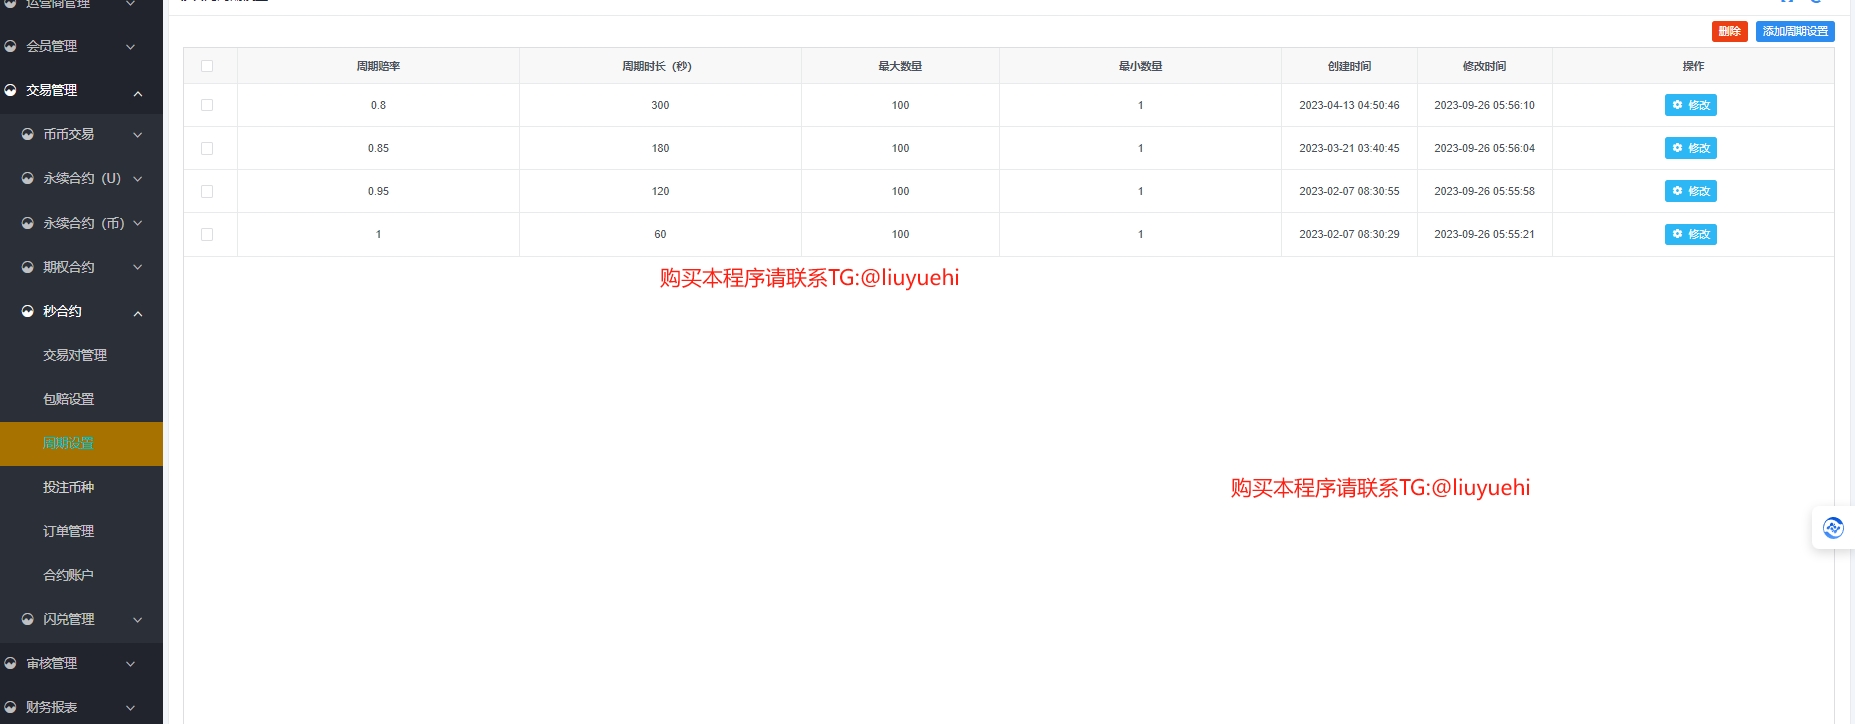 运营商管理
会员管理
交易管理
币币交易
永续合约（U）
永续合约（币）
期权合约
秒合约
交易对管理
包赔设置
周期设置
投注币种
订单管理
合约账户
闪兑管理
审核管理
财务报表
删除 添加周期设置
周期赔率 周期时长（秒） 最大数量 最小数量 创建时间 修改时间 操作
0.8 300 100 1 2023-04-13 04:50:46 2023-09-26 05:56:10 修改
0.85 180 100 1 2023-03-21 03:40:45 2023-09-26 05:56:04 修改
0.95 120 100 1 2023-02-07 08:30:55 2023-09-26 05:55:58 修改
1 60 100 1 2023-02-07 08:30:29 2023-09-26 05:55:21 修改
购买本程序请联系TG:@liuyuehi
购买本程序请联系TG:@liuyuehi